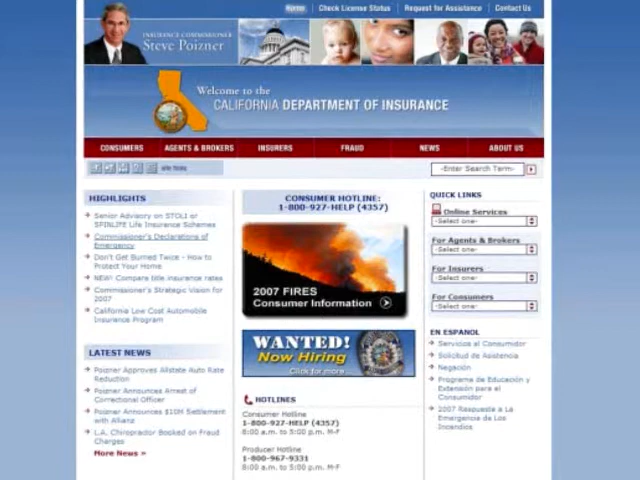 Home
Check License Status
Request for Assistance
Contact Us
INSURANCE COMMISSIONER
Steve Poizner
Welcome to the
CALIFORNIA DEPARTMENT OF INSURANCE
CONSUMERS
AGENTS & BROKERS
INSURERS
FRAUD
NEWS
ABOUT US
site tools
-Enter Search Term-
HIGHLIGHTS
Senior Advisory on STOLI or
SPINLIFE Life Insurance Schemes
Commissioner's Declarations of
Emergency
Don't Get Burned Twice - How to
Protect Your Home
NEW! Compare title insurance rates
Commissioner's Strategic Vision for
2007
California Low Cost Automobile
Insurance Program
LATEST NEWS
Poizner Approves Allstate Auto Rate
Reduction
Poizner Announces Arrest of
Correctional Officer
Poizner Announces $10M Settlement
with Allianz
L.A. Chiropractor Booked on Fraud
Charges
More News >
CONSUMER HOTLINE:
1-800-927-HELP (4357)
2007 FIRES
Consumer Information
WANTED!
Now Hiring
Click for more...
HOTLINES
Consumer Hotline
1-800-927-HELP (4357)
8:00 a.m. to 5:00 p.m. M-F
Producer Hotline
1-800-967-9331
8:00 a.m. to 5:00 p.m. M-F
QUICK LINKS
Online Services
-Select one-
For Agents & Brokers
-Select one-
For Insurers
-Select one-
For Consumers
-Select one-
EN ESPANOL
Servicios al Consumidor
Solicitud de Asistencia
Negación
Programa de Educación y
Extensión para el
Consumidor
2007 Respuesta a La
Emergencia de Los
Incendios